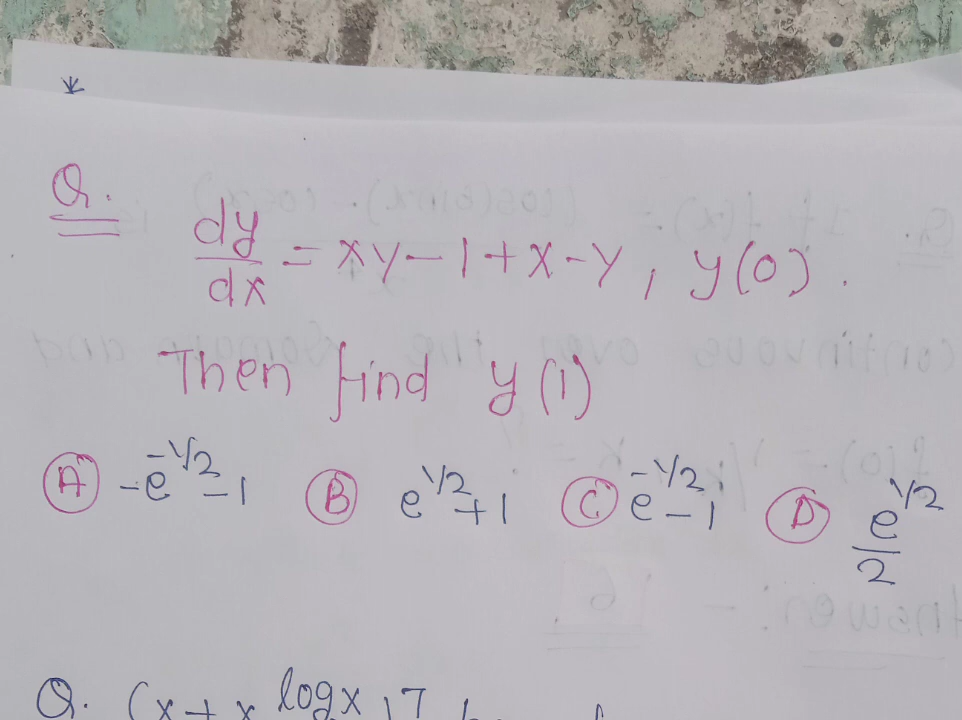 *
Q.
dy/dx = xy - 1 + x - y, y(0).
Then find y(1)
(A) -e^-1/2 - 1 (B) e^1/2 + 1 (C) e^-1/2 - 1 (D) e^1/2 / 2
Q. (x + x^logx)